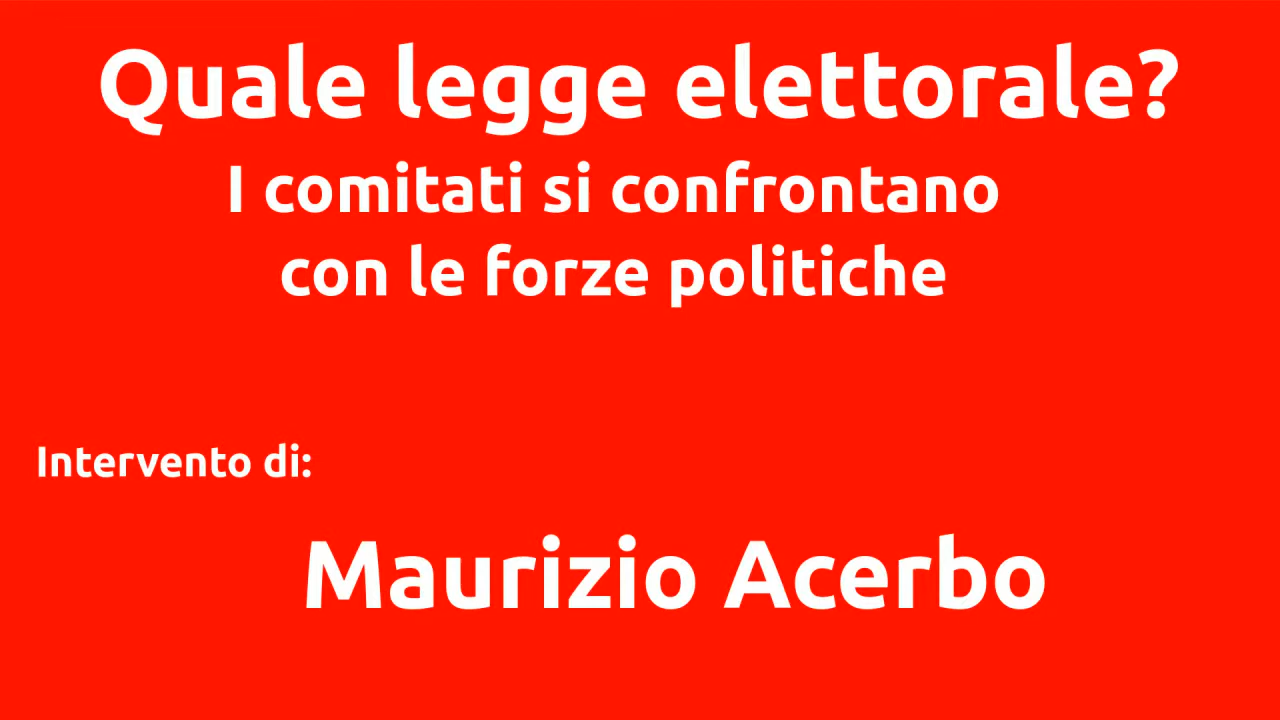 Quale legge elettorale?
I comitati si confrontano
con le forze politiche
Intervento di:
Maurizio Acerbo